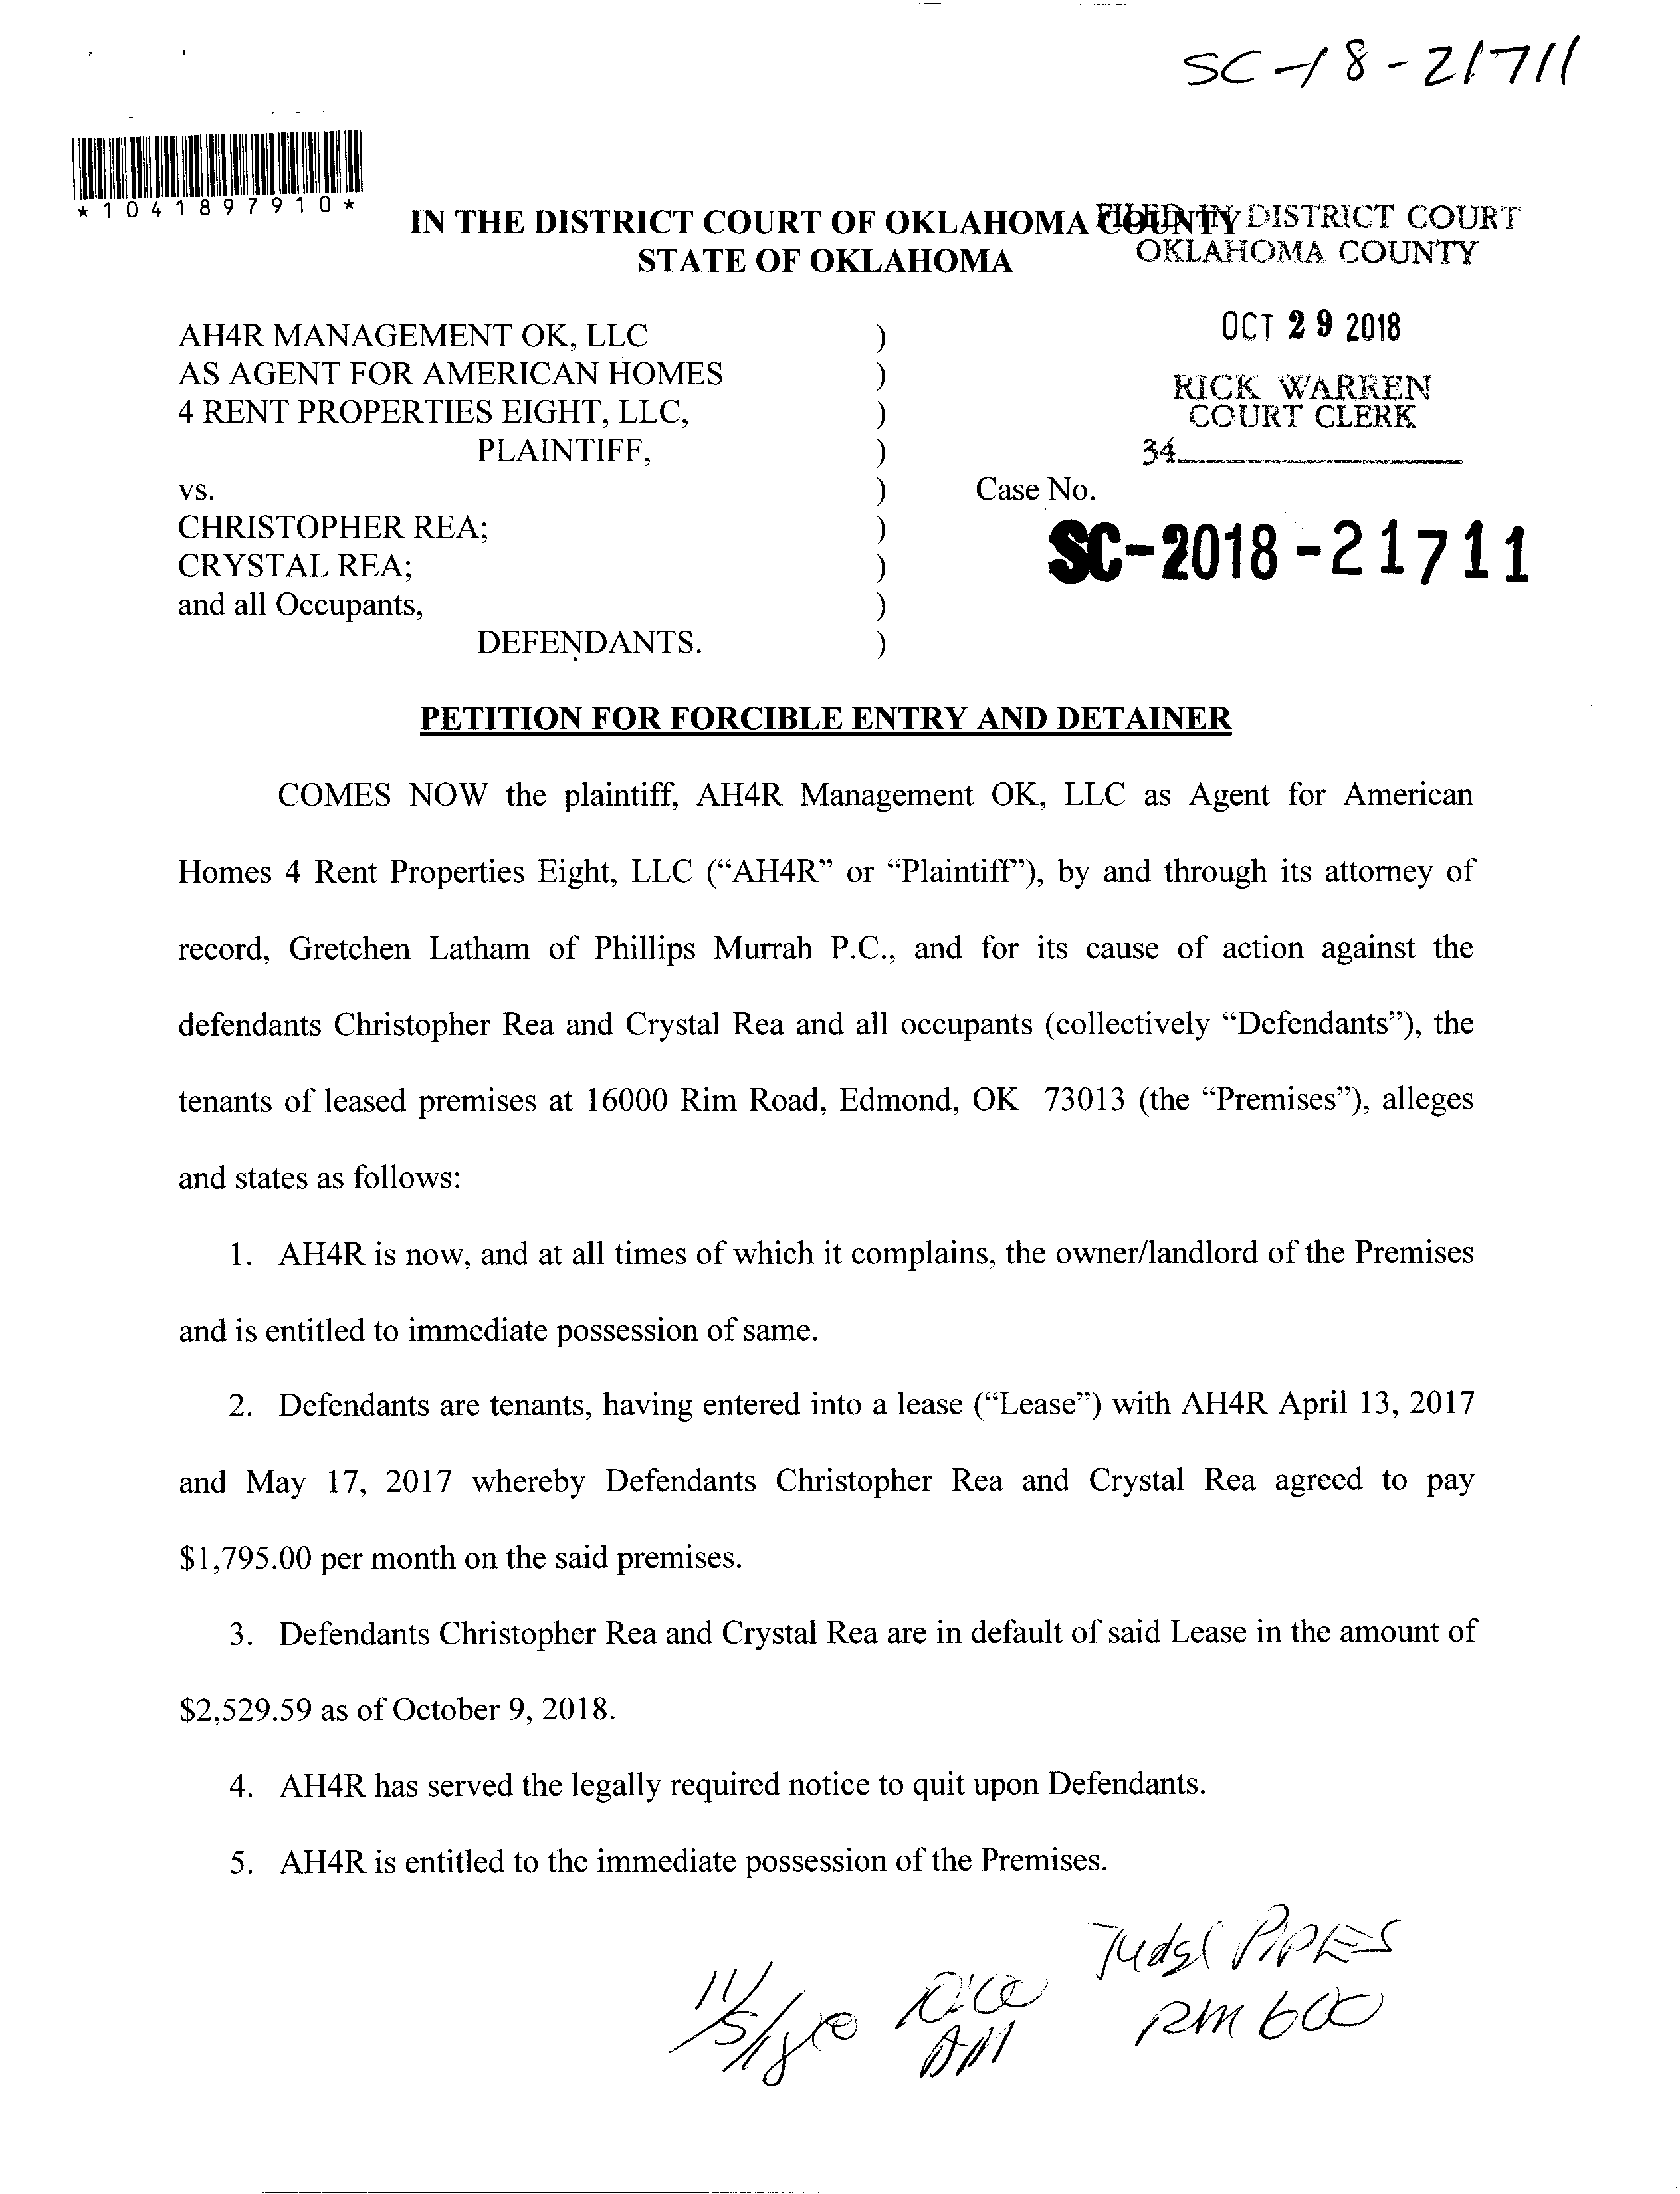 SC-18-21711
*1041897910*
IN THE DISTRICT COURT OF OKLAHOMA COUNTY
STATE OF OKLAHOMA
FILED IN DISTRICT COURT
OKLAHOMA COUNTY
OCT 29 2018
RICK WARREN
COURT CLERK
34
AH4R MANAGEMENT OK, LLC )
AS AGENT FOR AMERICAN HOMES )
4 RENT PROPERTIES EIGHT, LLC, )
PLAINTIFF, )
vs. ) Case No.
CHRISTOPHER REA; )
SC-2018-21711
CRYSTAL REA; )
and all Occupants, )
DEFENDANTS. )
PETITION FOR FORCIBLE ENTRY AND DETAINER
COMES NOW the plaintiff, AH4R Management OK, LLC as Agent for American
Homes 4 Rent Properties Eight, LLC (“AH4R” or “Plaintiff”), by and through its attorney of
record, Gretchen Latham of Phillips Murrah P.C., and for its cause of action against the
defendants Christopher Rea and Crystal Rea and all occupants (collectively “Defendants”), the
tenants of leased premises at 16000 Rim Road, Edmond, OK 73013 (the “Premises”), alleges
and states as follows:
1. AH4R is now, and at all times of which it complains, the owner/landlord of the Premises
and is entitled to immediate possession of same.
2. Defendants are tenants, having entered into a lease (“Lease”) with AH4R April 13, 2017
and May 17, 2017 whereby Defendants Christopher Rea and Crystal Rea agreed to pay
$1,795.00 per month on the said premises.
3. Defendants Christopher Rea and Crystal Rea are in default of said Lease in the amount of
$2,529.59 as of October 9, 2018.
4. AH4R has served the legally required notice to quit upon Defendants.
5. AH4R is entitled to the immediate possession of the Premises.
Judge PIPES
11/5/18
AM
RM 600